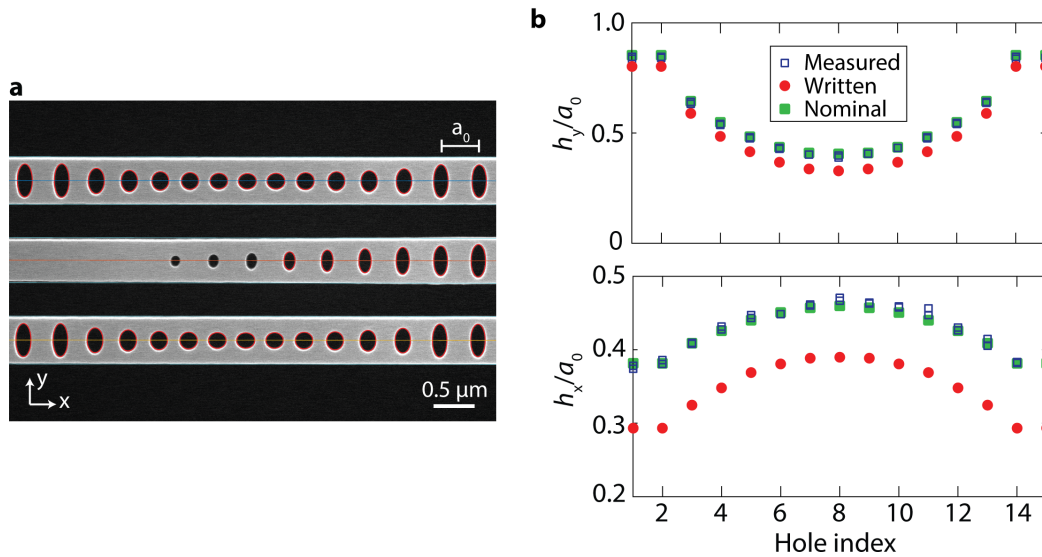 a
a₀
y
x
0.5 μm
b
1.0
0.5
0
hy/a₀
Measured
Written
Nominal
0.5
0.4
0.3
0.2
hx/a₀
2 4 6 8 10 12 14
Hole index